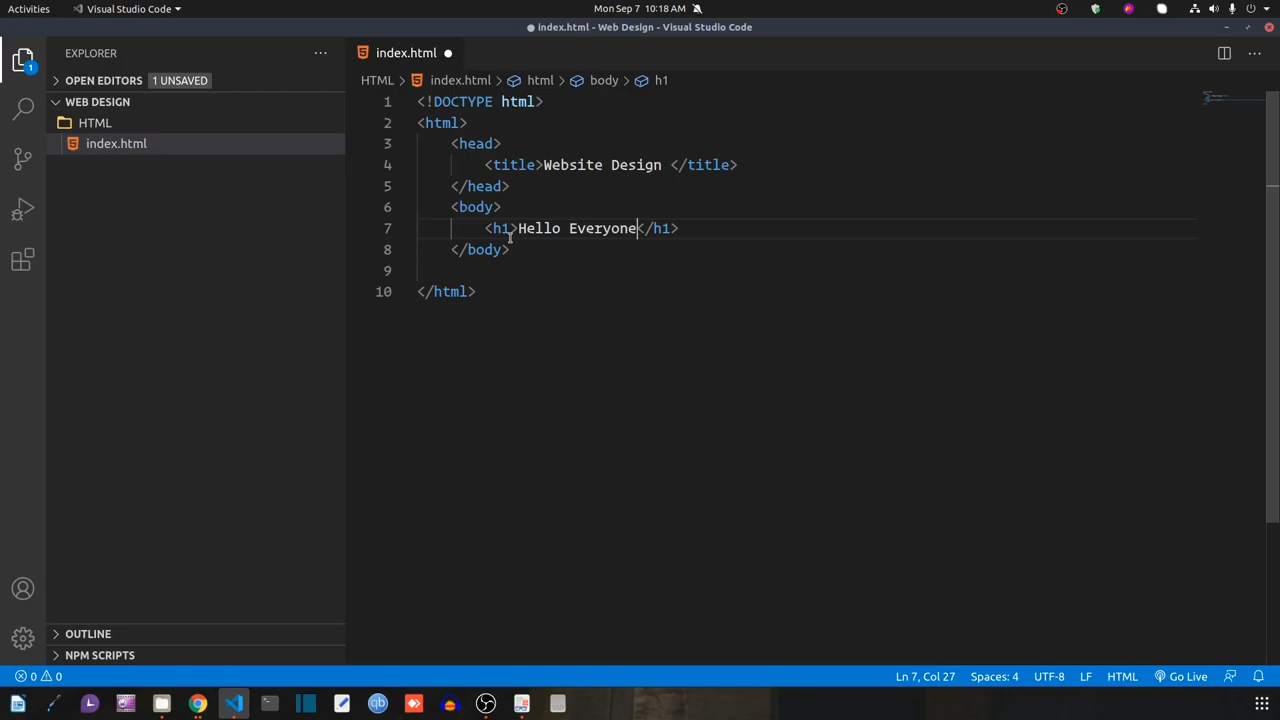 Activities
Visual Studio Code
Mon Sep 7 10:18 AM
index.html - Web Design - Visual Studio Code
1
EXPLORER
index.html
OPEN EDITORS 1 UNSAVED
HTML index.html html body h1
WEB DESIGN
HTML
index.html
1 <!DOCTYPE html>
2 <html>
3 <head>
4 <title>Website Design </title>
5 </head>
6 <body>
7 <h1>Hello Everyone</h1>
8 </body>
9
10 </html>
OUTLINE
NPM SCRIPTS
0 0
Ln 7, Col 27 Spaces: 4 UTF-8 LF HTML Go Live
qb